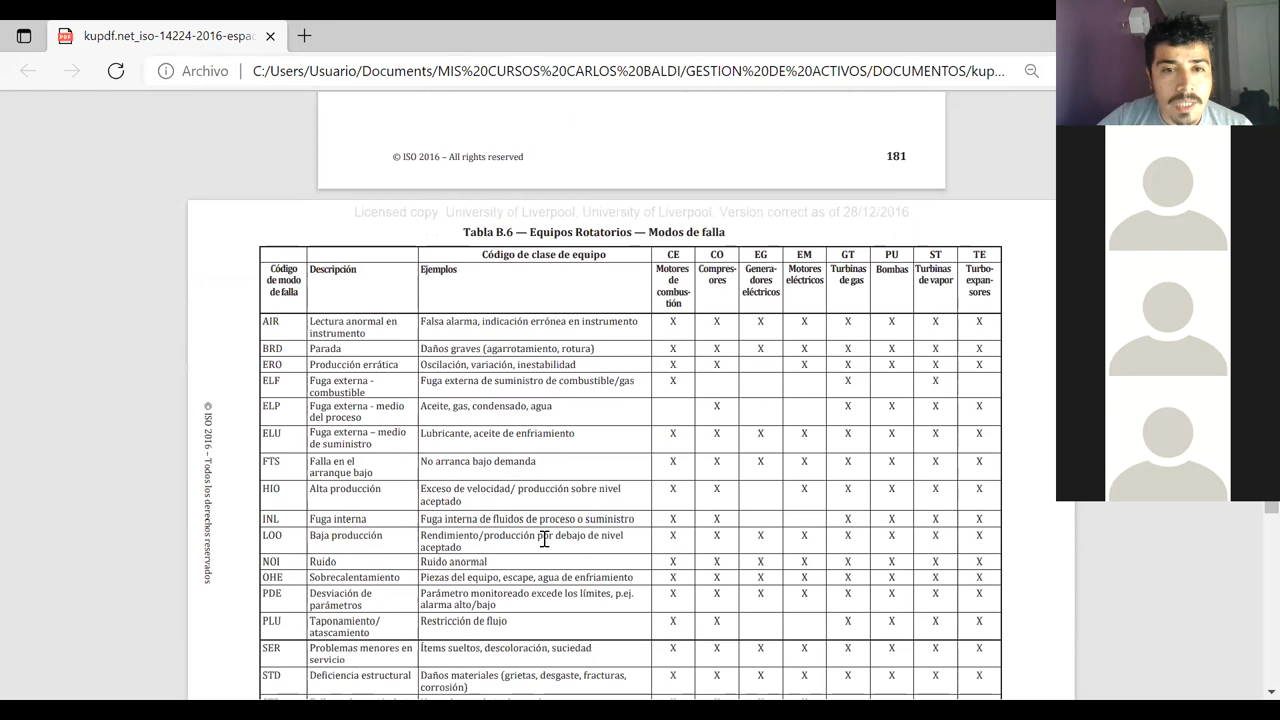 kupdf.net_iso-14224-2016-espa
Archivo
C:/Users/Usuario/Documents/MIS%20CURSOS%20CARLOS%20BALDI/GESTION%20DE%20ACTIVOS/DOCUMENTOS/kup...
© ISO 2016 – All rights reserved
181
Licensed copy University of Liverpool, University of Liverpool, Version correct as of 28/12/2016
Tabla B.6 — Equipos Rotatorios — Modos de falla
Código de clase de equipo CE CO EG EM GT PU ST TE
Código Descripción Ejemplos Motores Compres- Genera- Motores Turbinas Bombas Turbinas Turbo-
de modo de ores dores eléctricos de gas de vapor expan-
de falla combus- eléctricos sores
tión
AIR Lectura anormal en Falsa alarma, indicación errónea en instrumento X X X X X X X X
instrumento
BRD Parada Daños graves (agarrotamiento, rotura) X X X X X X X X
ERO Producción errática Oscilación, variación, inestabilidad X X X X X X X
ELF Fuga externa - Fuga externa de suministro de combustible/gas X X X
combustible
ELP Fuga externa - medio Aceite, gas, condensado, agua X X X X X
del proceso
ELU Fuga externa – medio Lubricante, aceite de enfriamiento X X X X X X X X
de suministro
FTS Falla en el No arranca bajo demanda X X X X X X X X
arranque bajo
HIO Alta producción Exceso de velocidad/ producción sobre nivel X X X X X X X
aceptado
INL Fuga interna Fuga interna de fluidos de proceso o suministro X X X X X X
LOO Baja producción Rendimiento/producción por debajo de nivel X X X X X X X X
aceptado
NOI Ruido Ruido anormal X X X X X X X X
OHE Sobrecalentamiento Piezas del equipo, escape, agua de enfriamiento X X X X X X X X
PDE Desviación de Parámetro monitoreado excede los límites, p.ej. X X X X X X X X
parámetros alarma alto/bajo
PLU Taponamiento/ Restricción de flujo X X X X X X
atascamiento
SER Problemas menores en Ítems sueltos, descoloración, suciedad X X X X X X X X
servicio
STD Deficiencia estructural Daños materiales (grietas, desgaste, fracturas, X X X X X X X X
corrosión)
© ISO 2016 – Todos los derechos reservados